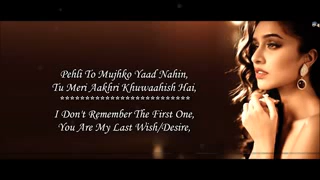 Pehli To Mujhko Yaad Nahin,
Tu Meri Aakhri Khuwaahish Hai,
*************************
I Don't Remember The First One,
You Are My Last Wish/Desire,